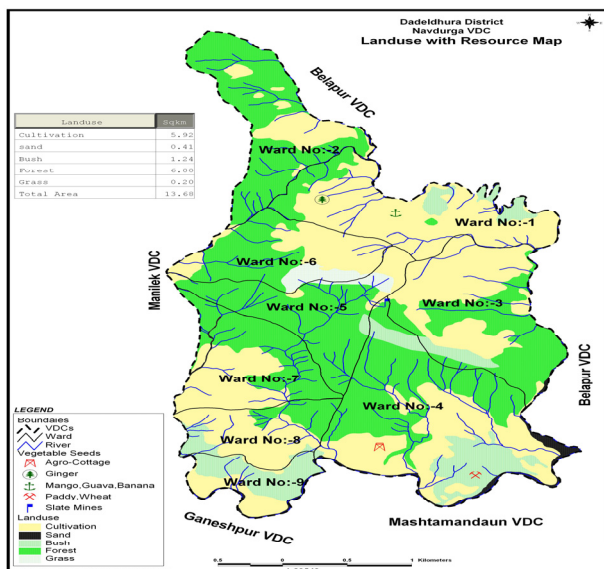 Dadeldhura District
Navdurga VDC
Landuse with Resource Map
Belapur VDC
Landuse Sqkm
Cultivation 5.92
sand 0.41
Bush 1.24
Forest 6.00
Grass 0.20
Total Area 13.68
Ward No:-2
Ward No:-1
Manilek VDC
Ward No:-6
Ward No:-5
Ward No:-3
Belapur VDC
Ward No:-7
Ward No:-4
Ward No:-8
Ward No:-9
Ganeshpur VDC
Mashtamandaun VDC
LEGEND
Boundaries
VDCs
Ward
River
Vegetable Seeds
Agro-Cottage
Ginger
Mango,Guava,Banana
Paddy,Wheat
Slate Mines
Landuse
Cultivation
Sand
Bush
Forest
Grass
0.5 0 0.5 1 Kilometers